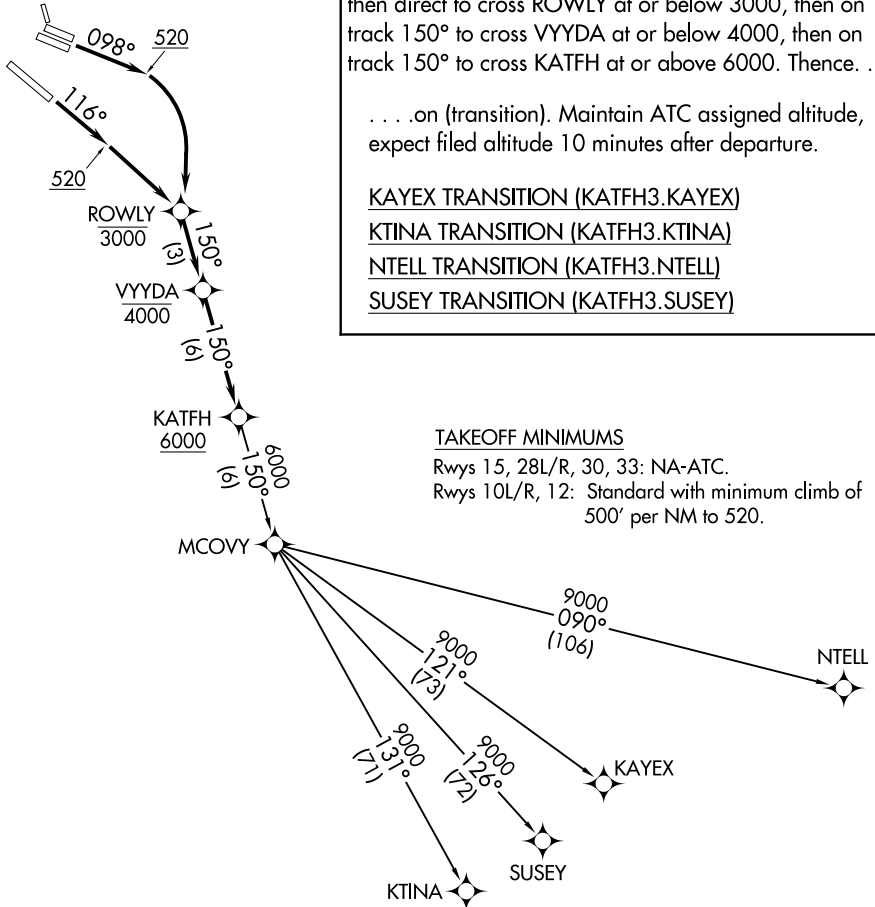 then direct to cross ROWLY at or below 3000, then on
track 150° to cross VYYDA at or below 4000, then on
track 150° to cross KATFH at or above 6000. Thence. .
. . . .on (transition). Maintain ATC assigned altitude,
expect filed altitude 10 minutes after departure.
KAYEX TRANSITION (KATFH3.KAYEX)
KTINA TRANSITION (KATFH3.KTINA)
NTELL TRANSITION (KATFH3.NTELL)
SUSEY TRANSITION (KATFH3.SUSEY)
098°
520
116°
520
ROWLY
3000
150°
(3)
VYYDA
4000
150°
(6)
KATFH
6000
6000
150°
(6)
MCOVY
TAKEOFF MINIMUMS
Rwys 15, 28L/R, 30, 33: NA-ATC.
Rwys 10L/R, 12: Standard with minimum climb of
500' per NM to 520.
9000
090°
(106)
NTELL
9000
121°
(73)
KAYEX
9000
126°
(72)
SUSEY
9000
131°
(71)
KTINA